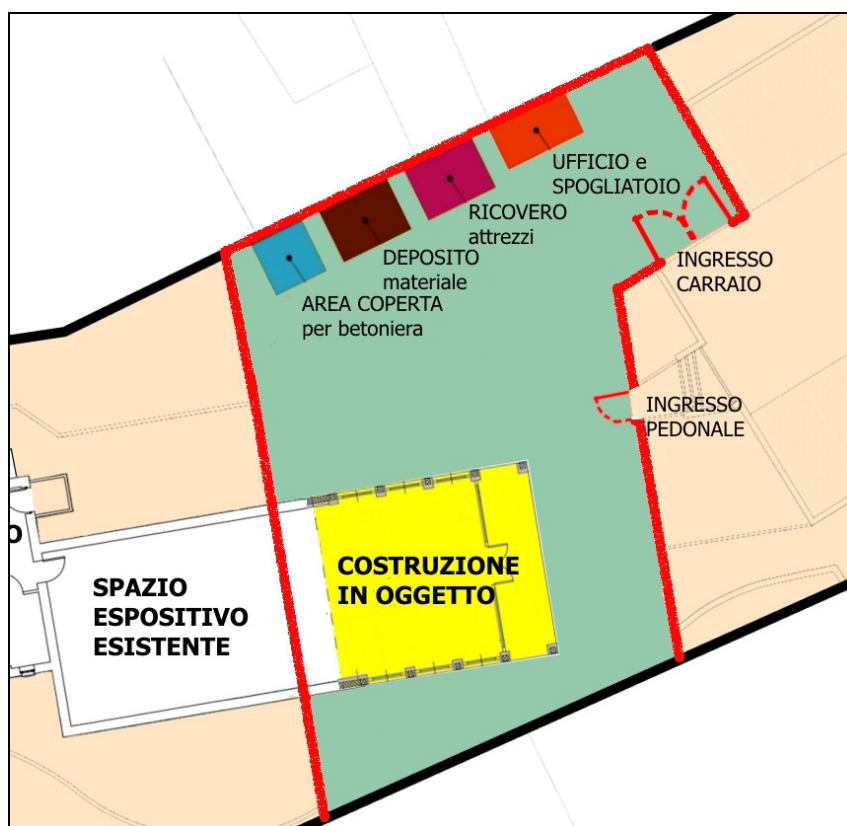 UFFICIO e
SPOGLIATOIO
RICOVERO
attrezzi
DEPOSITO
materiale
AREA COPERTA
per betoniera
INGRESSO
CARRAIO
INGRESSO
PEDONALE
COSTRUZIONE
IN OGGETTO
SPAZIO
ESPOSITIVO
ESISTENTE
O